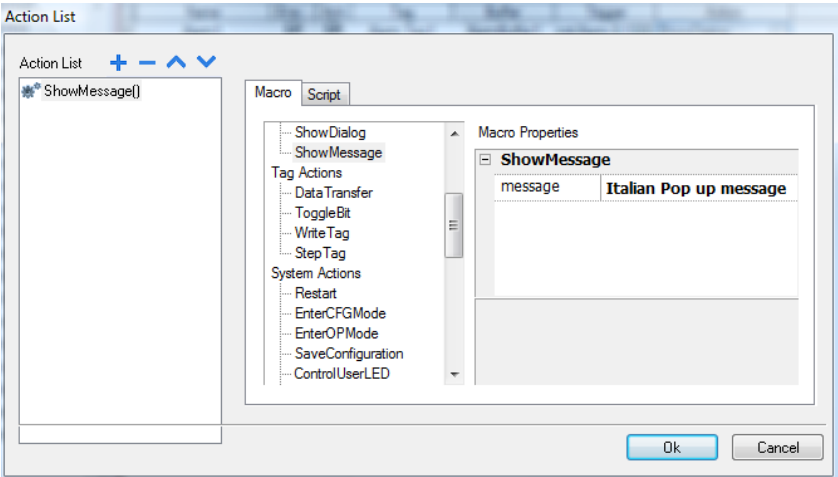 Action List
Action List
ShowMessage()
Macro Script
ShowDialog
ShowMessage
Tag Actions
DataTransfer
ToggleBit
WriteTag
StepTag
System Actions
Restart
EnterCFGMode
EnterOPMode
SaveConfiguration
ControlUserLED
Macro Properties
ShowMessage
message Italian Pop up message
Ok Cancel